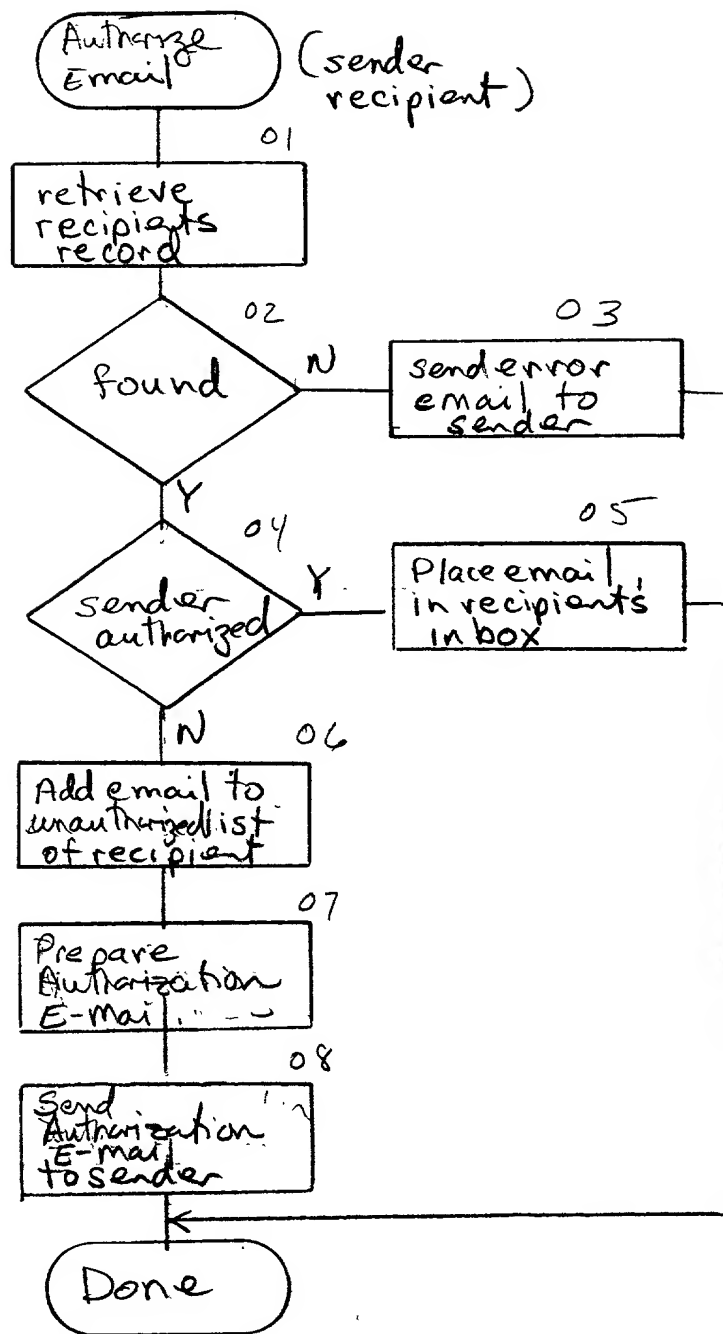 Authorize
Email
(sender
recipient)
01
retrieve
recipients
record
02
found
N
03
send error
email to
sender
Y
04
sender
authorized
Y
05
Place email
in recipient's
in box
N
06
Add email to
unauthorized list
of recipient
07
Prepare
Authorization
E-Mail
08
Send
Authorization
E-mail
to sender
Done